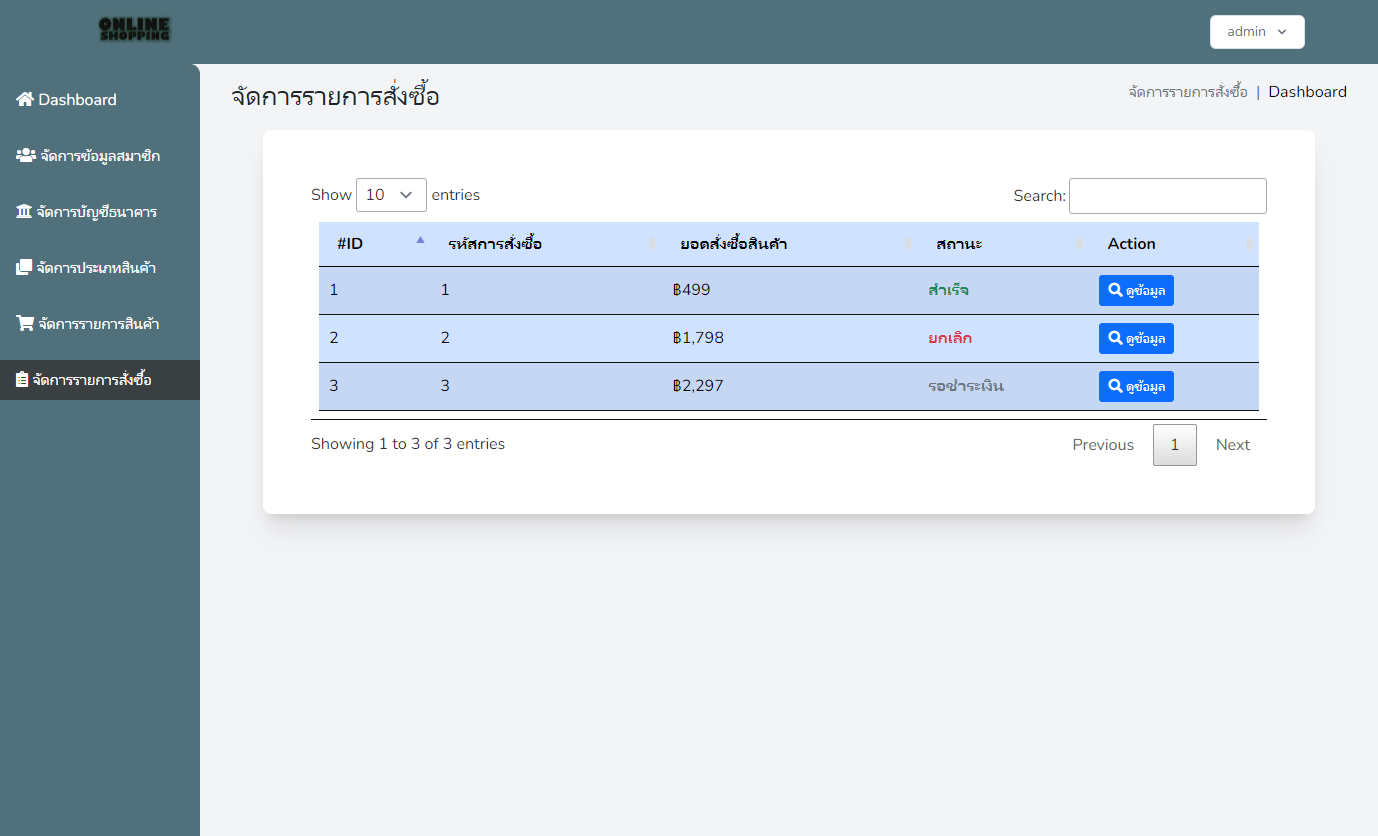 ONLINE
SHOPPING
admin
Dashboard
จัดการข้อมูลสมาชิก
จัดการบัญชีธนาคาร
จัดการประเภทสินค้า
จัดการรายการสินค้า
จัดการรายการสั่งซื้อ
จัดการรายการสั่งซื้อ
จัดการรายการสั่งซื้อ | Dashboard
Show 10 entries
Search:
#ID รหัสการสั่งซื้อ ยอดสั่งซื้อสินค้า สถานะ Action
1 1 ฿499 สำเร็จ ดูข้อมูล
2 2 ฿1,798 ยกเลิก ดูข้อมูล
3 3 ฿2,297 รอชำระเงิน ดูข้อมูล
Showing 1 to 3 of 3 entries
Previous 1 Next